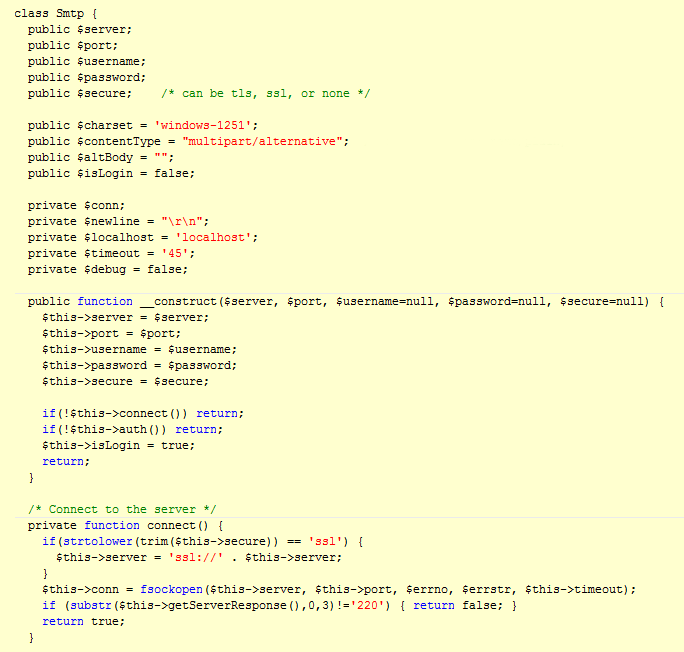 class Smtp {
  public $server;
  public $port;
  public $username;
  public $password;
  public $secure;    /* can be tls, ssl, or none */

  public $charset = 'windows-1251';
  public $contentType = "multipart/alternative";
  public $altBody = "";
  public $isLogin = false;

  private $conn;
  private $newline = "\r\n";
  private $localhost = 'localhost';
  private $timeout = '45';
  private $debug = false;

  public function __construct($server, $port, $username=null, $password=null, $secure=null) {
    $this->server = $server;
    $this->port = $port;
    $this->username = $username;
    $this->password = $password;
    $this->secure = $secure;

    if(!$this->connect()) return;
    if(!$this->auth()) return;
    $this->isLogin = true;
    return;
  }

  /* Connect to the server */
  private function connect() {
    if(strtolower(trim($this->secure)) == 'ssl') {
      $this->server = 'ssl://' . $this->server;
    }
    $this->conn = fsockopen($this->server, $this->port, $errno, $errstr, $this->timeout);
    if (substr($this->getServerResponse(),0,3)!='220') { return false; }
    return true;
  }